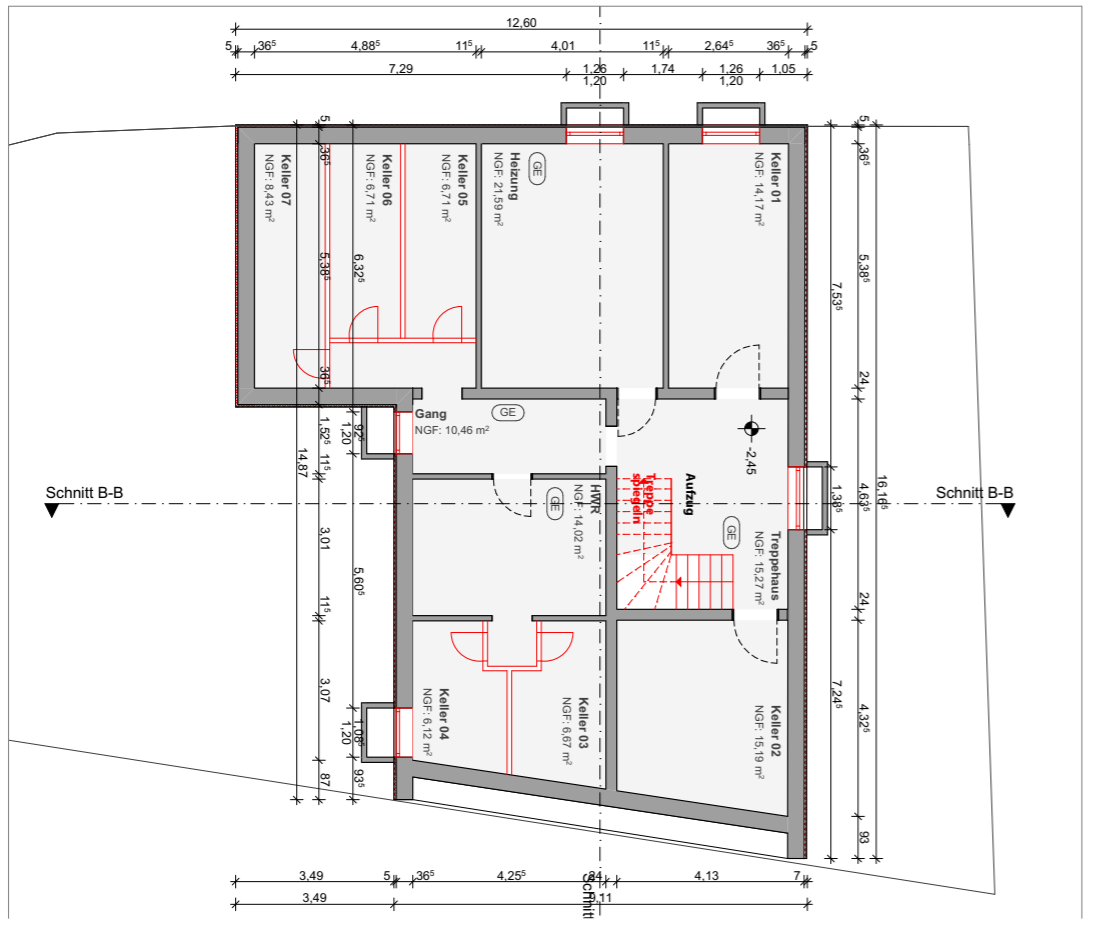 12,60
5
36⁵
4,88⁵
11⁵
4,01
11⁵
2,64⁵
36⁵
5
7,29
1,26
1,20
1,74
1,26
1,20
1,05
5
36⁵
5,38⁵
36⁵
1,52⁵
11⁵
3,01
11⁵
3,07
87
14,87
6,32⁵
92⁵
1,20
5,60⁵
1,08⁵
1,20
93⁵
Keller 07
NGF: 8,43 m²
Keller 06
NGF: 6,71 m²
Keller 05
NGF: 6,71 m²
Heizung
NGF: 21,59 m²
GE
Keller 01
NGF: 14,17 m²
5
36⁵
5,38⁵
24
4,63⁵
24
4,32⁵
93
7,53⁵
1,38⁵
7,24⁵
16,16⁵
Gang
NGF: 10,46 m²
GE
-2,45
Schnitt B-B
Schnitt B-B
HWR
NGF: 14,02 m²
GE
Treppe
spiegeln
Aufzug
GE
Treppehaus
NGF: 15,27 m²
Keller 04
NGF: 6,12 m²
Keller 03
NGF: 6,67 m²
Keller 02
NGF: 15,19 m²
3,49
5
36⁵
4,25⁵
24
4,13
7
3,49
9,11
Schnitt